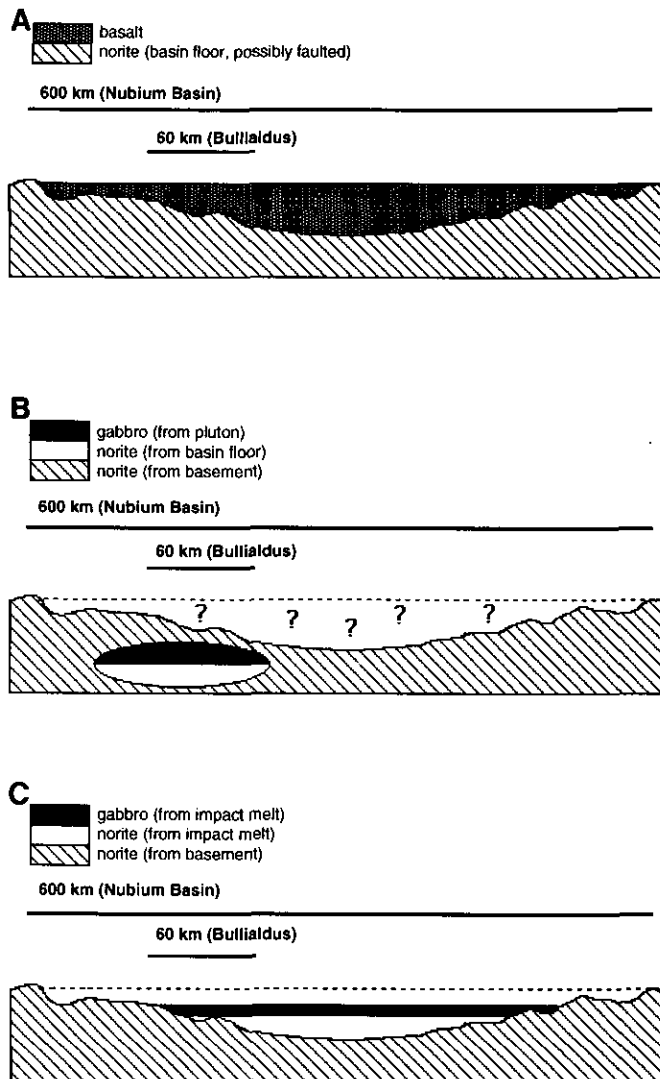 A
basalt
norite (basin floor, possibly faulted)
600 km (Nubium Basin)
60 km (Bullialdus)
B
gabbro (from pluton)
norite (from basin floor)
norite (from basement)
600 km (Nubium Basin)
60 km (Bullialdus)
? ? ? ? ?
C
gabbro (from impact melt)
norite (from impact melt)
norite (from basement)
600 km (Nubium Basin)
60 km (Bullialdus)